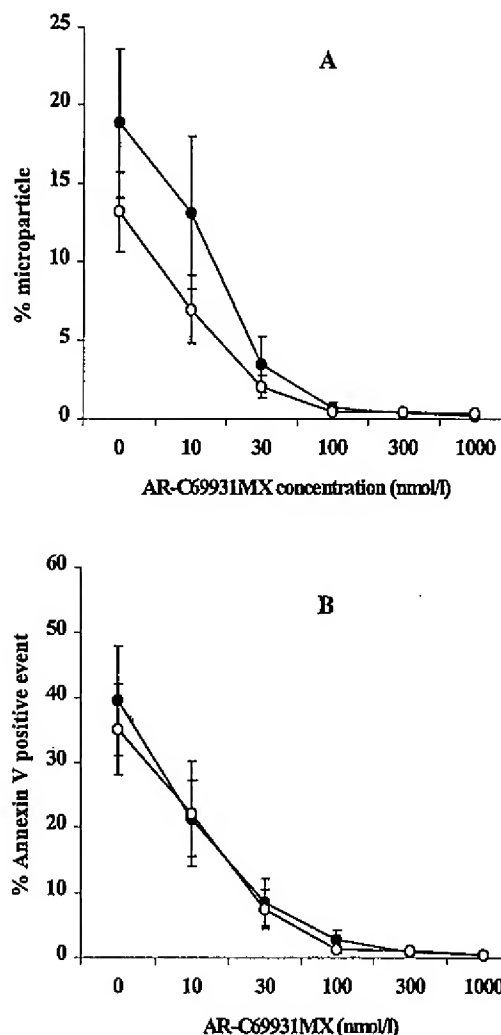 A
25
20
15
10
5
0
% microparticle
0 10 30 100 300 1000
AR-C69931MX concentration (nmol/l)
B
60
50
40
30
20
10
0
% Annexin V positive event
0 10 30 100 300 1000
AR-C69931MX (nmol/l)